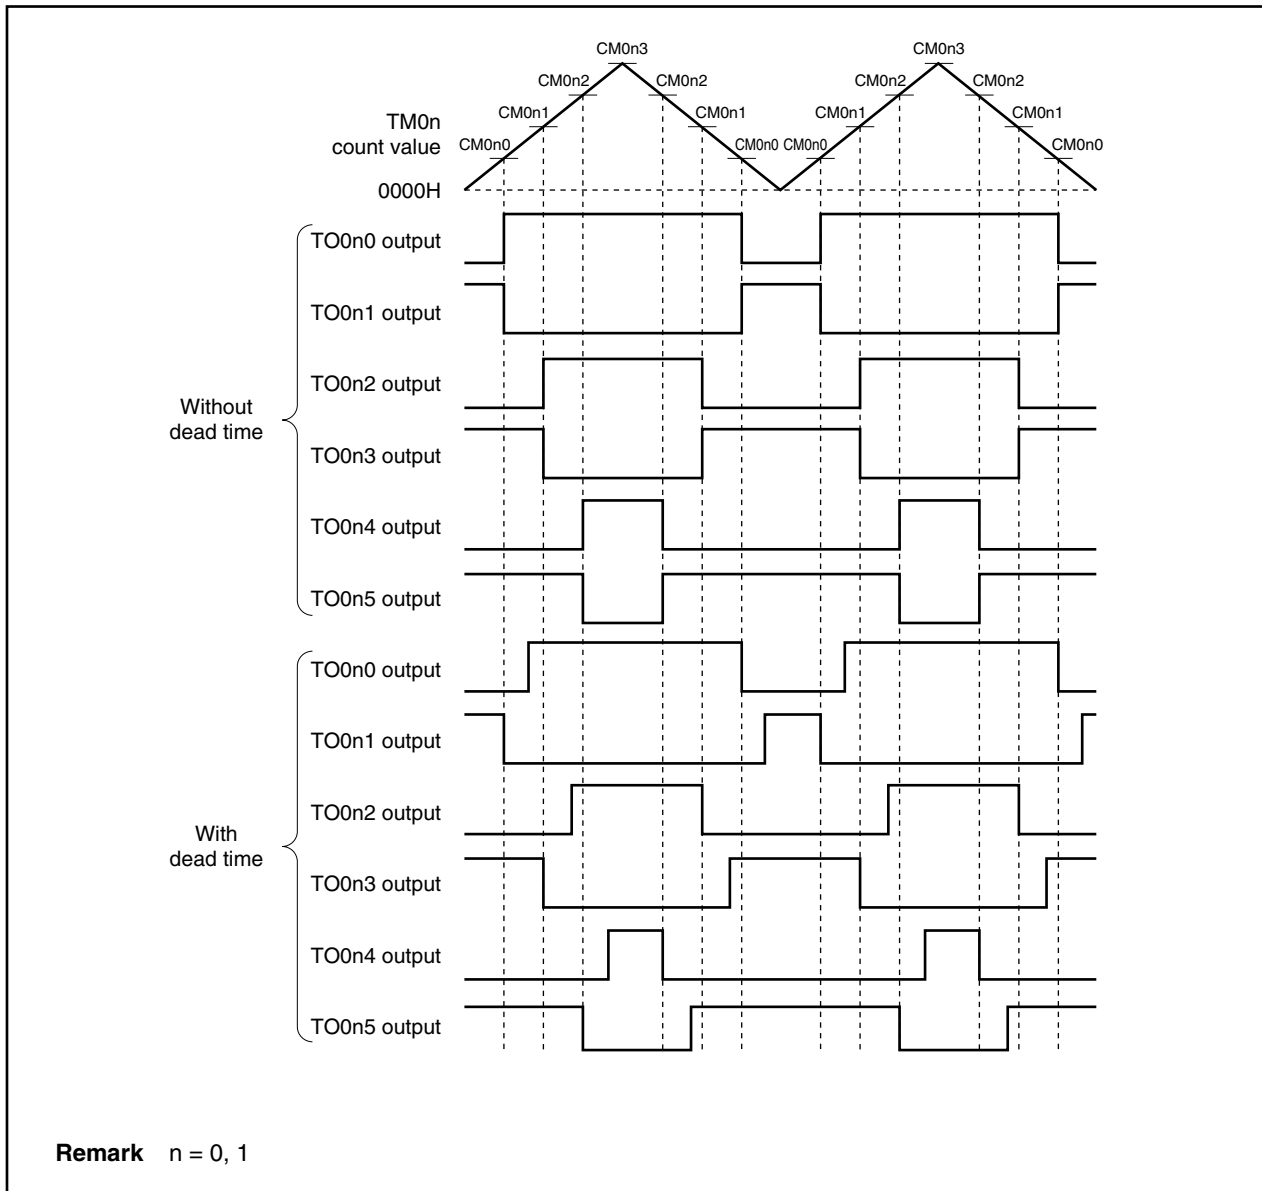 CM0n3 CM0n3
CM0n2 CM0n2 CM0n2 CM0n2
CM0n1 CM0n1 CM0n1 CM0n1
TM0n
count value
CM0n0 CM0n0 CM0n0 CM0n0
0000H
Without
dead time
TO0n0 output
TO0n1 output
TO0n2 output
TO0n3 output
TO0n4 output
TO0n5 output
With
dead time
TO0n0 output
TO0n1 output
TO0n2 output
TO0n3 output
TO0n4 output
TO0n5 output
Remark n = 0, 1